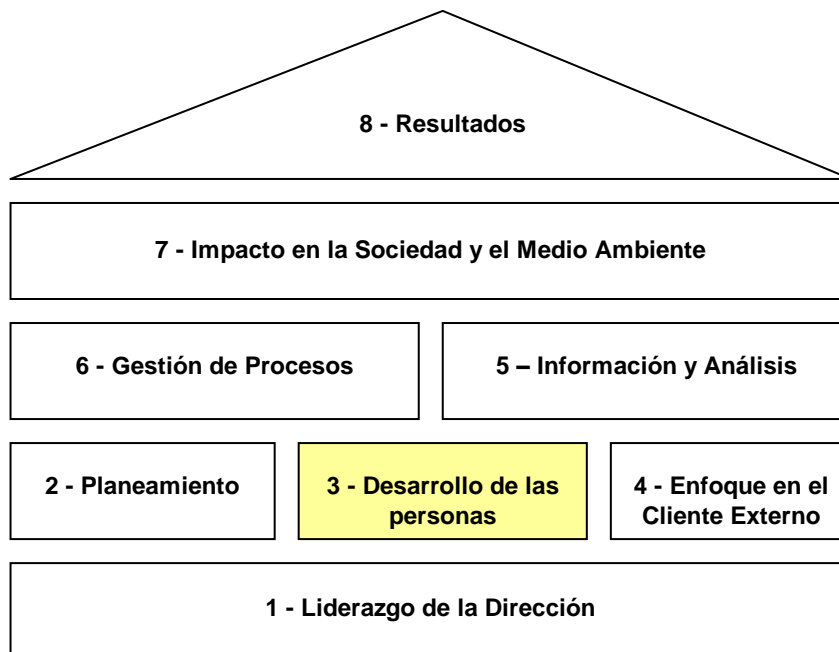 8 - Resultados
7 - Impacto en la Sociedad y el Medio Ambiente
6 - Gestión de Procesos
5 – Información y Análisis
2 - Planeamiento
3 - Desarrollo de las
personas
4 - Enfoque en el
Cliente Externo
1 - Liderazgo de la Dirección